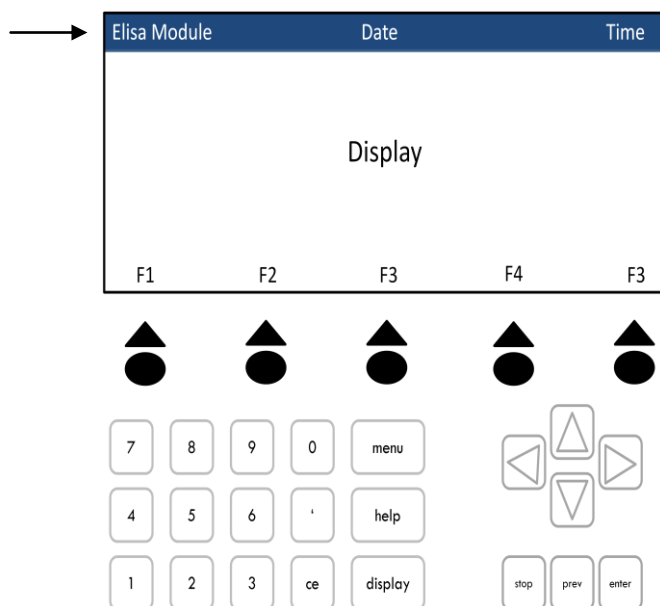 Elisa Module Date Time
Display
F1 F2 F3 F4 F3
7 8 9 0 menu
4 5 6 ‘ help
1 2 3 ce display stop prev enter